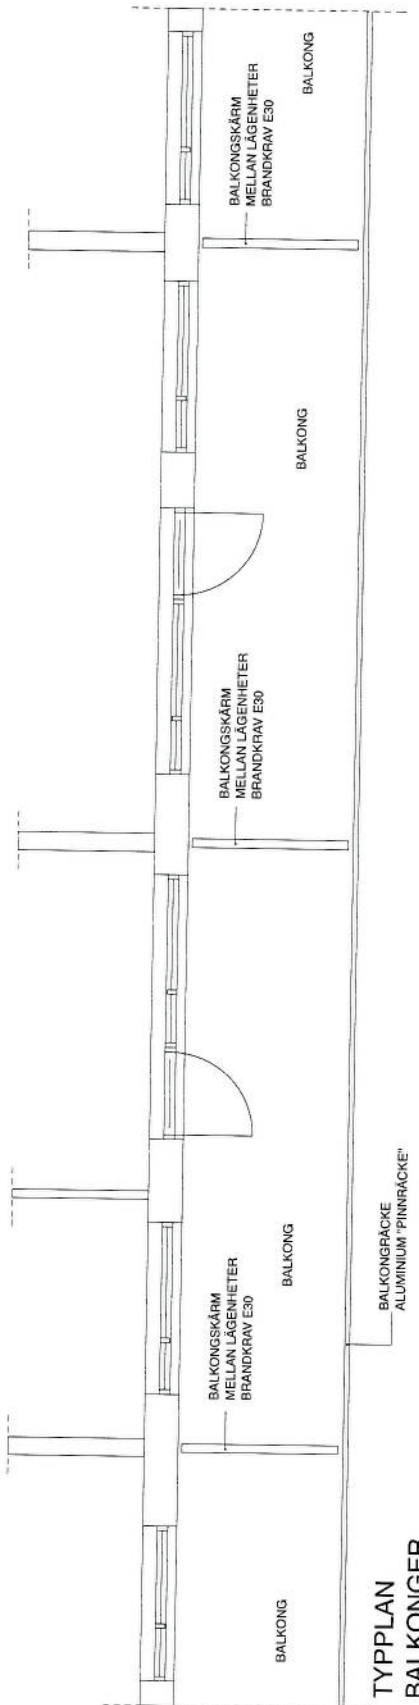 BALKONG
BALKONGSKÄRM
MELLAN LÄGENHETER
BRANDKRAV E30
BALKONG
BALKONGSKÄRM
MELLAN LÄGENHETER
BRANDKRAV E30
BALKONG
BALKONGSKÄRM
MELLAN LÄGENHETER
BRANDKRAV E30
BALKONG
BALKONGRÄCKE
ALUMINIUM "PINNRÄCKE"
TYPPLAN
BALKONGER